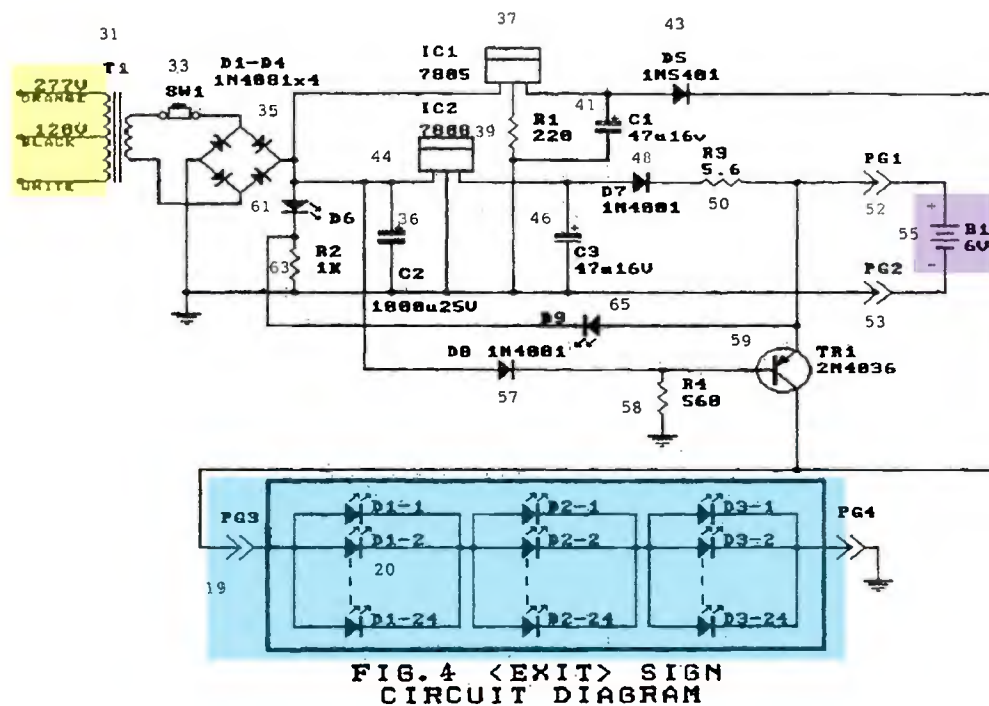 31
37
43
T1
33
D1-D4
1N4081x4
SW1
35
IC1
7805
D5
1N5401
277V
ORANGE
120V
BLACK
WHITE
IC2
7808
39
R1
220
41
C1
47u16v
44
48
R3
5.6
PG1
D7
1N4001
50
52
61
D6
36
46
55
+
B1
6V
-
63
R2
1K
C2
1000u25V
C3
47u16V
PG2
53
65
D9
59
D8 1N4001
TR1
2N4036
57
58
R4
560
PG3
D1-1
D2-1
D3-1
PG4
D1-2
D2-2
D3-2
19
20
D1-24
D2-24
D3-24
FIG.4 <EXIT> SIGN
CIRCUIT DIAGRAM